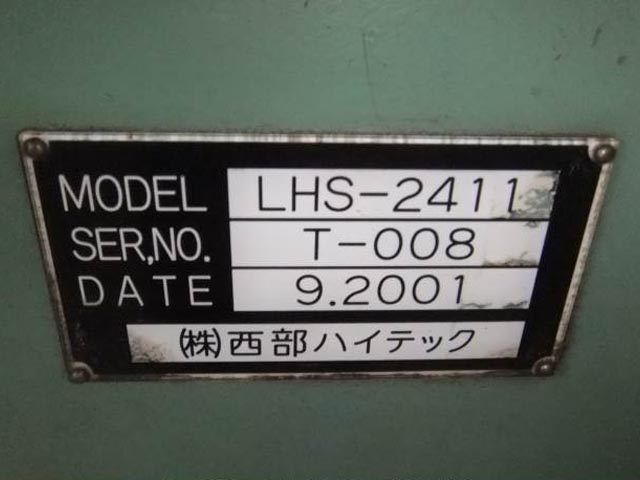 MODEL LHS-2411
SER,NO. T-008
DATE 9.2001
(株)西部ハイテック